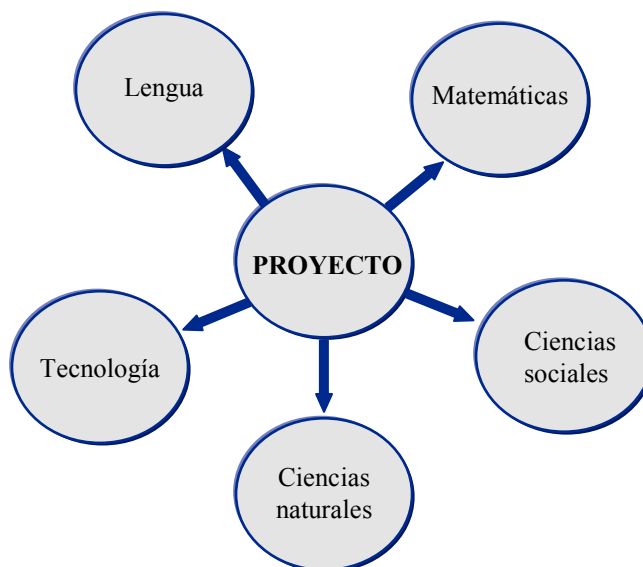 Lengua
Matemáticas
PROYECTO
Tecnología
Ciencias
sociales
Ciencias
naturales